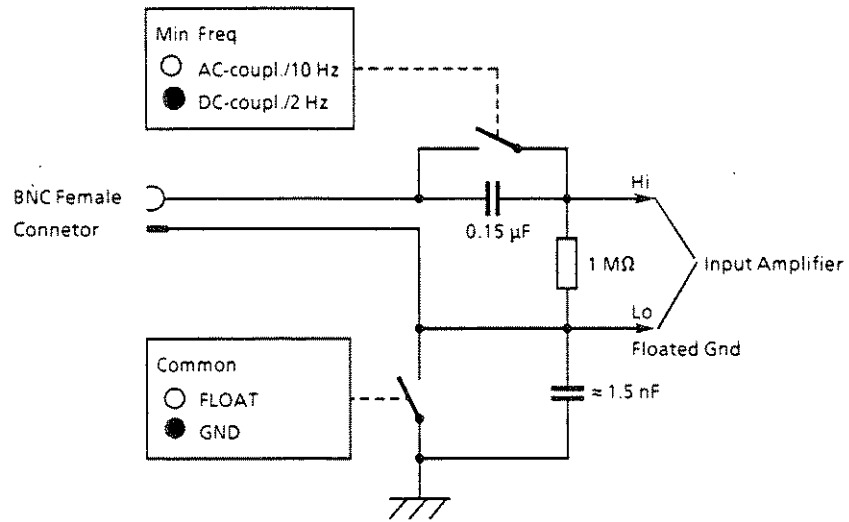 Min Freq
AC-coupl./10 Hz
DC-coupl./2 Hz
BNC Female
Connetor
0.15 µF
Hi
1 MΩ
Input Amplifier
Lo
Floated Gnd
Common
FLOAT
GND
≈ 1.5 nF